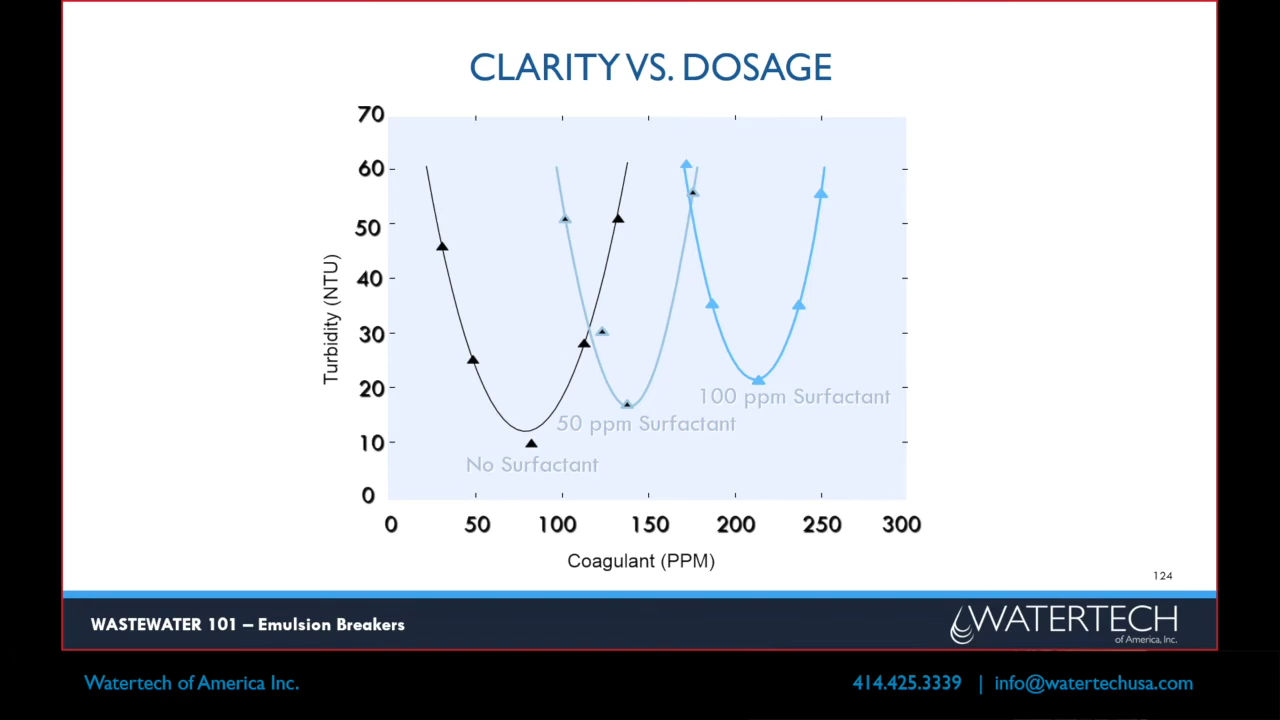 CLARITY VS. DOSAGE
70
60
50
40
30
20
10
0
Turbidity (NTU)
100 ppm Surfactant
50 ppm Surfactant
No Surfactant
0 50 100 150 200 250 300
Coagulant (PPM)
124
WASTEWATER 101 – Emulsion Breakers
WATERTECH
of America, Inc.
Watertech of America Inc.
414.425.3339 | info@watertechusa.com